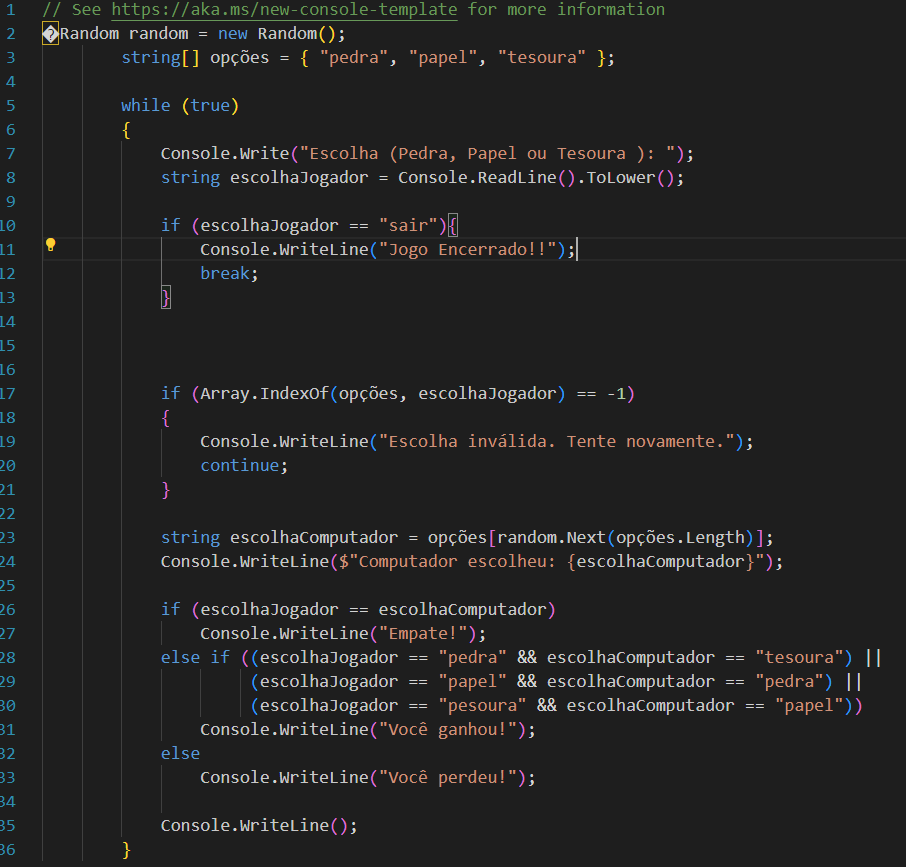 1 // See https://aka.ms/new-console-template for more information
2 �Random random = new Random();
3 string[] opções = { "pedra", "papel", "tesoura" };
4
5 while (true)
6 {
7 Console.Write("Escolha (Pedra, Papel ou Tesoura ): ");
8 string escolhaJogador = Console.ReadLine().ToLower();
9
10 if (escolhaJogador == "sair"){
11 Console.WriteLine("Jogo Encerrado!!");
12 break;
13 }
14
15
16
17 if (Array.IndexOf(opções, escolhaJogador) == -1)
18 {
19 Console.WriteLine("Escolha inválida. Tente novamente.");
20 continue;
21 }
22
23 string escolhaComputador = opções[random.Next(opções.Length)];
24 Console.WriteLine($"Computador escolheu: {escolhaComputador}");
25
26 if (escolhaJogador == escolhaComputador)
27 Console.WriteLine("Empate!");
28 else if ((escolhaJogador == "pedra" && escolhaComputador == "tesoura") ||
29 (escolhaJogador == "papel" && escolhaComputador == "pedra") ||
30 (escolhaJogador == "pesoura" && escolhaComputador == "papel"))
31 Console.WriteLine("Você ganhou!");
32 else
33 Console.WriteLine("Você perdeu!");
34
35 Console.WriteLine();
36 }